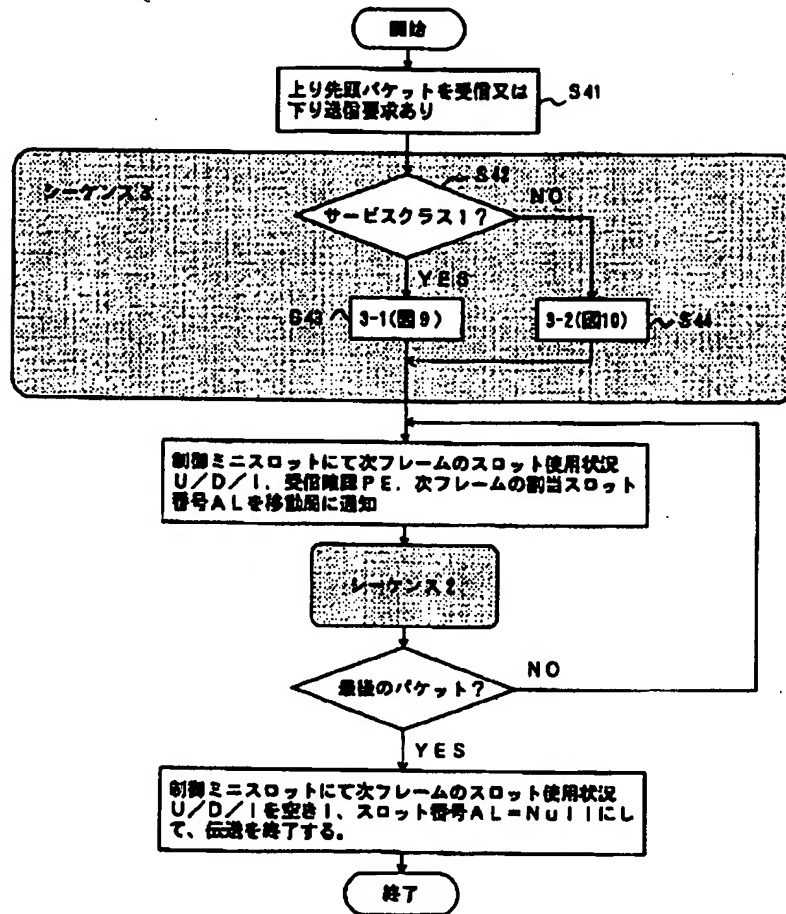 開始
上り先頭パケットを受信又は
下り送信要求あり
S41
シーケンス3
S42
サービスクラス1?
NO
YES
S43
3-1(図9)
3-2(図10)
S44
制御ミニスロットにて次フレームのスロット使用状況
U/D/I, 受信確認PE, 次フレームの割当スロット
番号ALを移動局に通知
レーケンス2
最後のパケット?
NO
YES
制御ミニスロットにて次フレームのスロット使用状況
U/D/Iを空きI、スロット番号AL=Nullにし
て、伝送を終了する。
終了